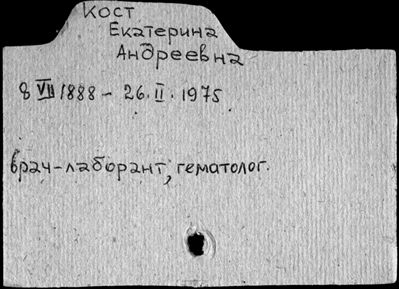 Кост
Екатерина
Андреевна
8 VII 1888 - 26. II. 1975
врач-лаборант, гематолог.